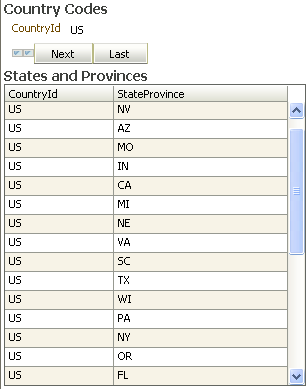 Country Codes
CountryId US
Next Last
States and Provinces
CountryId StateProvince
US NV
US AZ
US MO
US IN
US CA
US MI
US NE
US VA
US SC
US TX
US WI
US PA
US NY
US OR
US FL